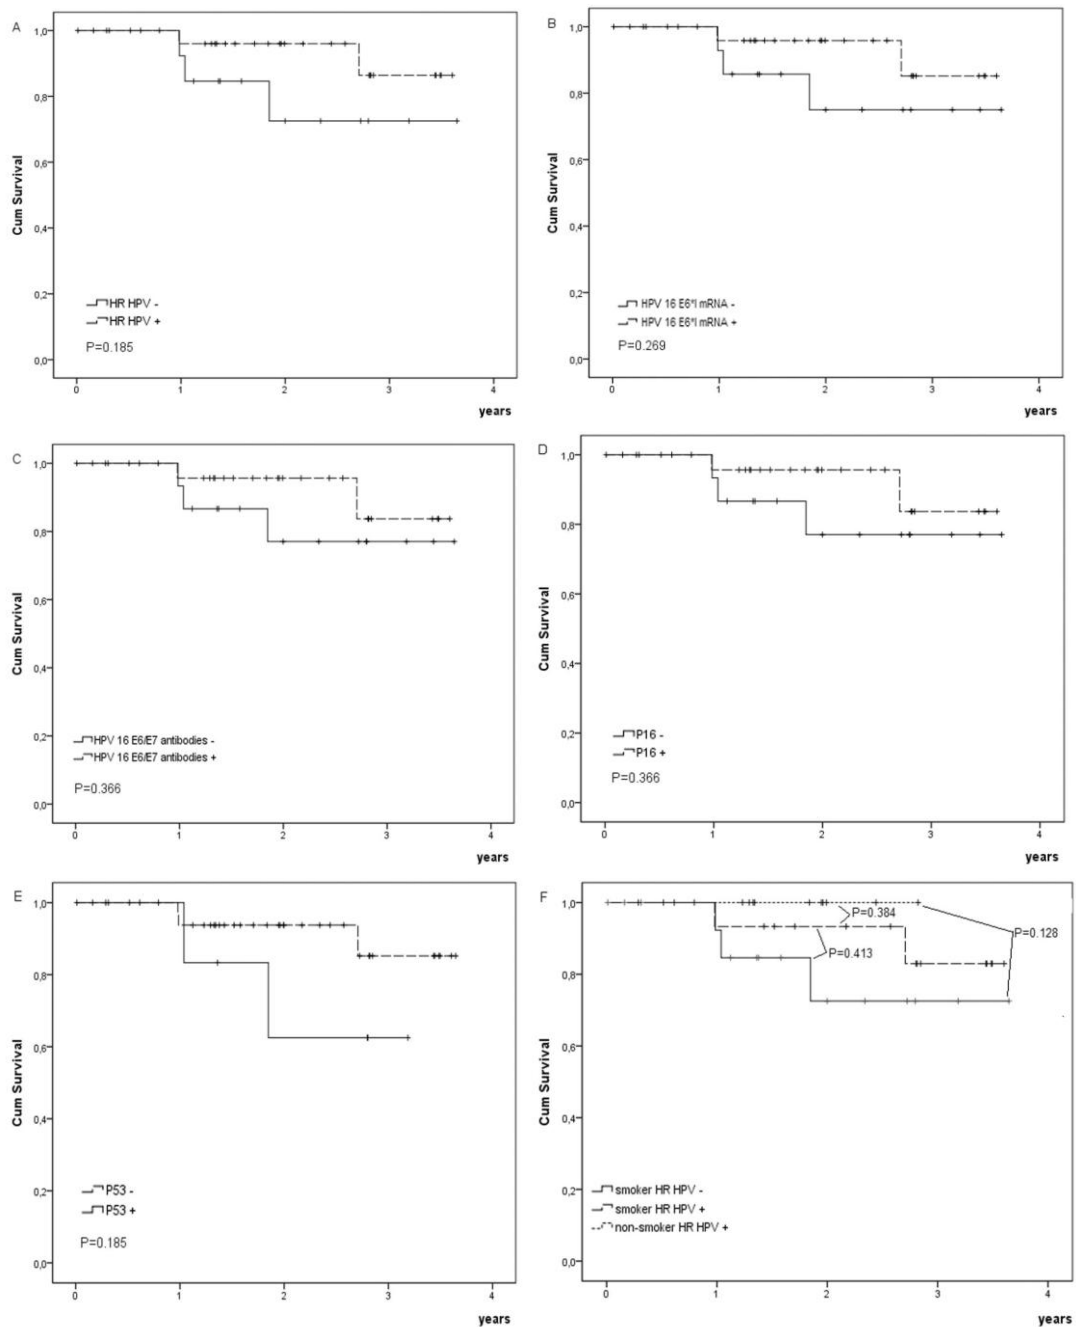 A
1,0
0,8
0,6
0,4
0,2
0,0
Cum Survival
HR HPV -
HR HPV +
P=0.185
0 1 2 3 4
years
B
1,0
0,8
0,6
0,4
0,2
0,0
Cum Survival
HPV 16 E6*I mRNA -
HPV 16 E6*I mRNA +
P=0.269
0 1 2 3 4
years
C
1,0
0,8
0,6
0,4
0,2
0,0
Cum Survival
HPV 16 E6/E7 antibodies -
HPV 16 E6/E7 antibodies +
P=0.366
0 1 2 3 4
years
D
1,0
0,8
0,6
0,4
0,2
0,0
Cum Survival
P16 -
P16 +
P=0.366
0 1 2 3 4
years
E
1,0
0,8
0,6
0,4
0,2
0,0
Cum Survival
P53 -
P53 +
P=0.185
0 1 2 3 4
years
F
1,0
0,8
0,6
0,4
0,2
0,0
Cum Survival
P=0.384
P=0.128
P=0.413
smoker HR HPV -
smoker HR HPV +
non-smoker HR HPV +
0 1 2 3 4
years